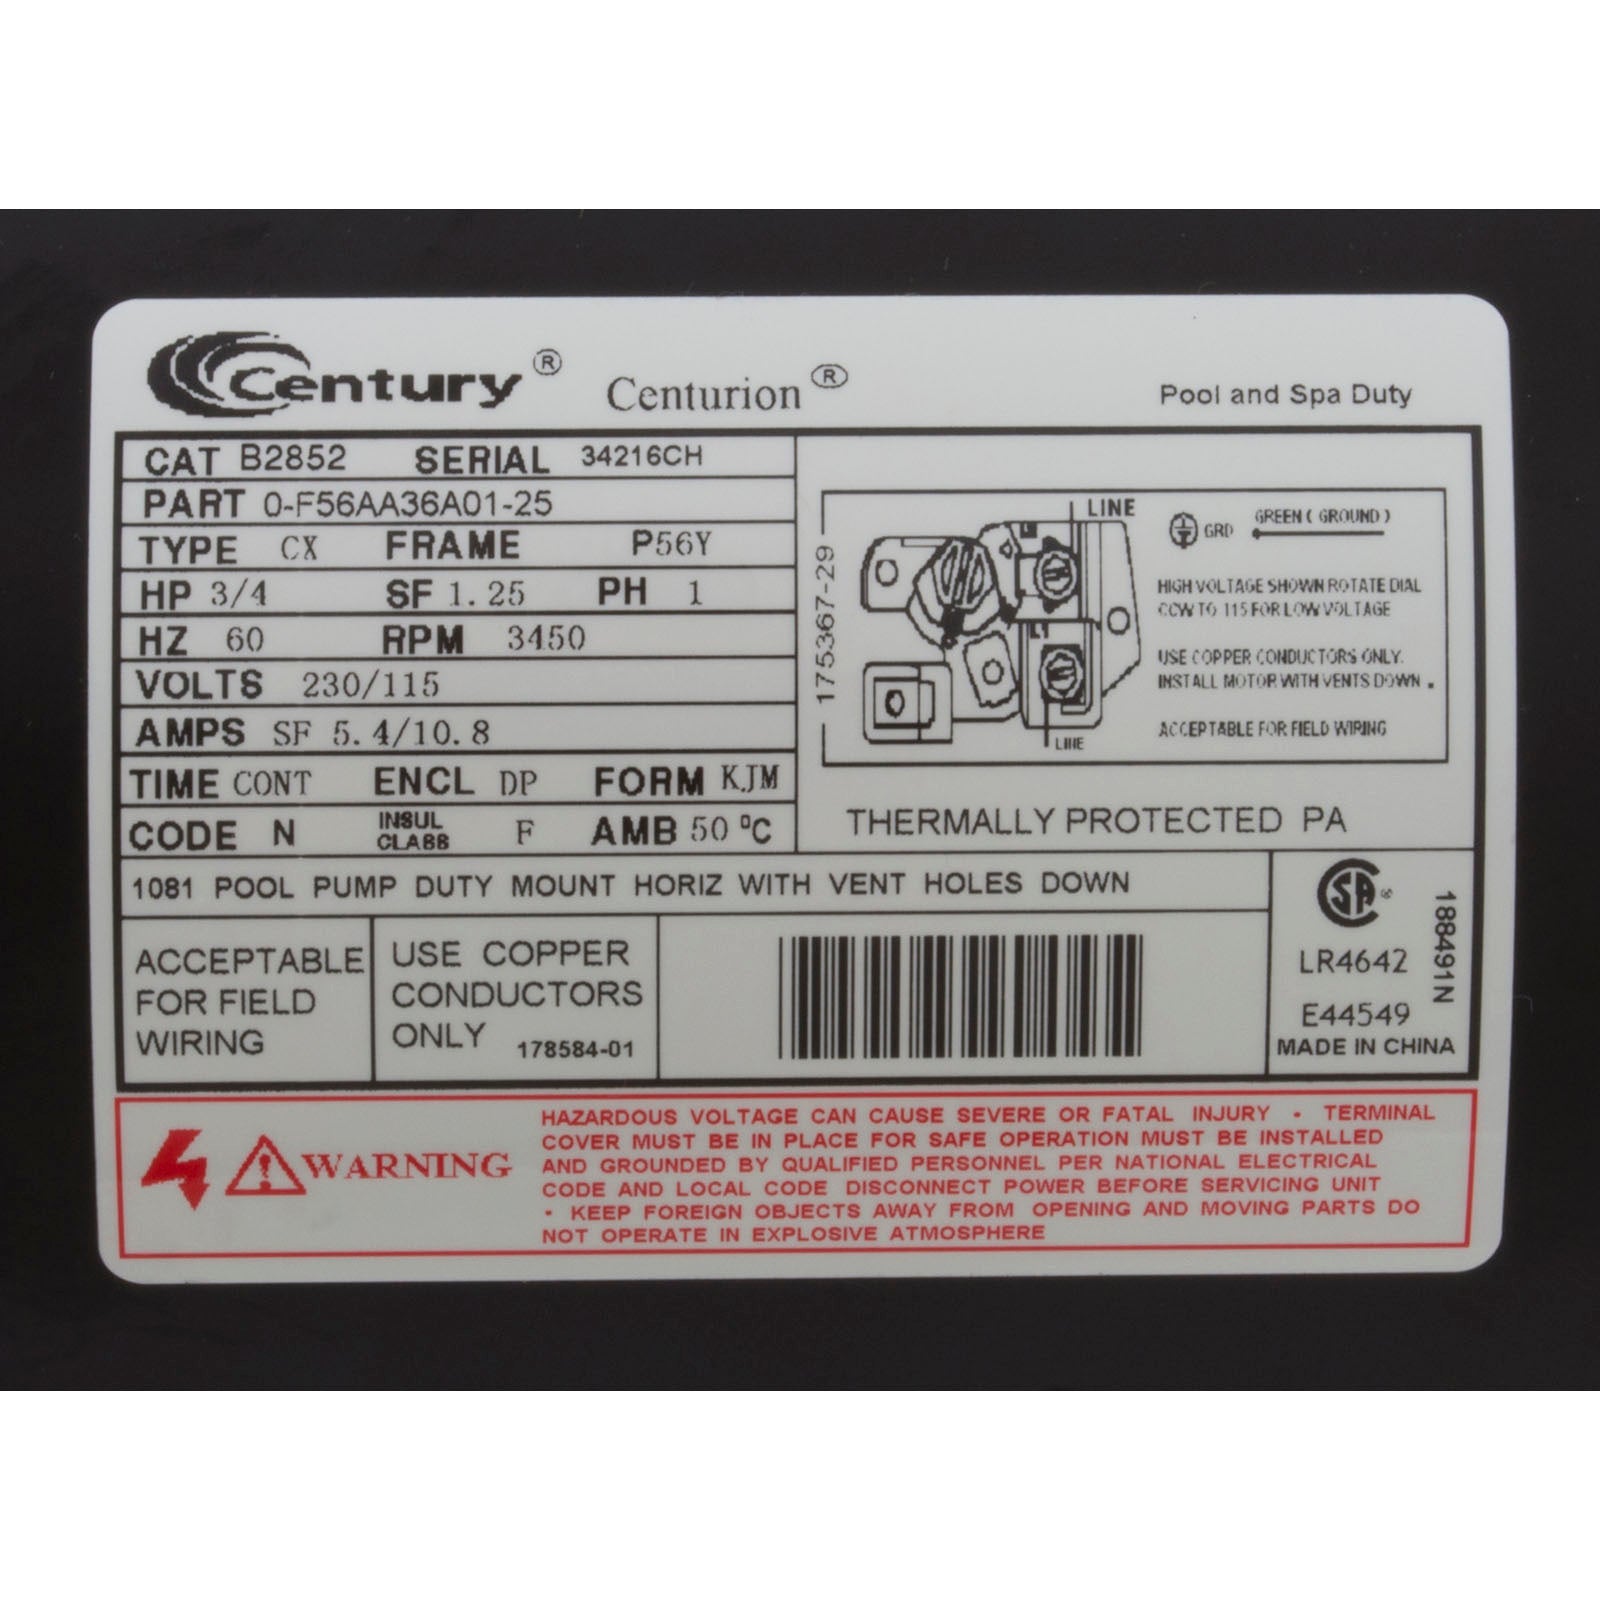 Century® Centurion® Pool and Spa Duty
CAT B2852 SERIAL 34216CH
PART 0-F56AA36A01-25
TYPE CX FRAME P56Y
HP 3/4 SF 1.25 PH 1
HZ 60 RPM 3450
VOLTS 230/115
AMPS SF 5.4/10.8
TIME CONT ENCL DP FORM KJM
CODE N INSUL CLASS F AMB 50 °C
175367-29
LINE
L2
L1
LINE
GRD GREEN ( GROUND )
HIGH VOLTAGE SHOWN ROTATE DIAL
CCW TO 115 FOR LOW VOLTAGE
USE COPPER CONDUCTORS ONLY.
INSTALL MOTOR WITH VENTS DOWN .
ACCEPTABLE FOR FIELD WIRING
THERMALLY PROTECTED PA
1081 POOL PUMP DUTY MOUNT HORIZ WITH VENT HOLES DOWN
ACCEPTABLE
FOR FIELD
WIRING
USE COPPER
CONDUCTORS
ONLY 178584-01
SA®
LR4642
E44549
MADE IN CHINA
188491N
WARNING
HAZARDOUS VOLTAGE CAN CAUSE SEVERE OR FATAL INJURY • TERMINAL
COVER MUST BE IN PLACE FOR SAFE OPERATION MUST BE INSTALLED
AND GROUNDED BY QUALIFIED PERSONNEL PER NATIONAL ELECTRICAL
CODE AND LOCAL CODE DISCONNECT POWER BEFORE SERVICING UNIT
• KEEP FOREIGN OBJECTS AWAY FROM OPENING AND MOVING PARTS DO
NOT OPERATE IN EXPLOSIVE ATMOSPHERE